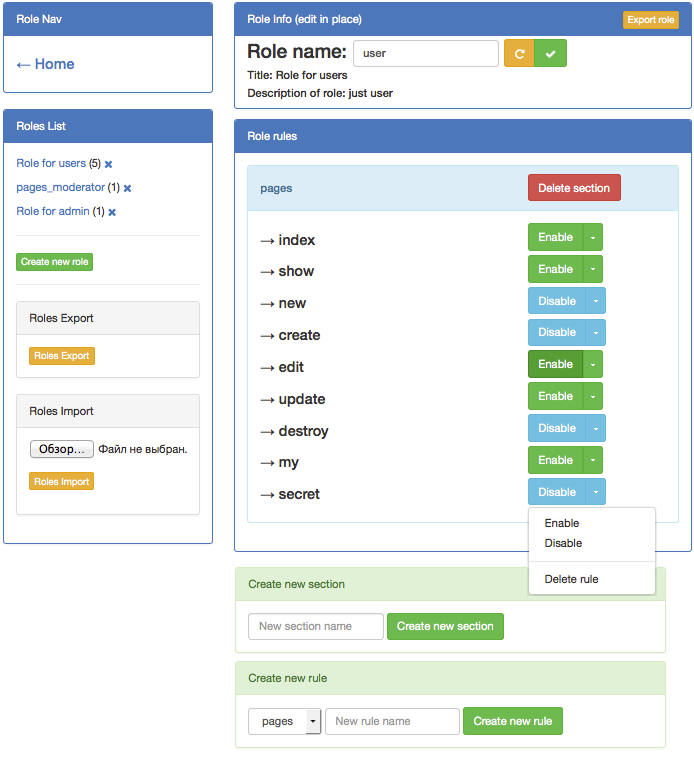 Role Nav
← Home
Roles List
Role for users (5) ✖
pages_moderator (1) ✖
Role for admin (1) ✖
Create new role
Roles Export
Roles Export
Roles Import
Обзор... Файл не выбран.
Roles Import
Role Info (edit in place) Export role
Role name: user
Title: Role for users
Description of role: just user
Role rules
pages Delete section
→ index Enable
→ show Enable
→ new Disable
→ create Disable
→ edit Enable
→ update Enable
→ destroy Disable
→ my Enable
→ secret Disable
Enable
Disable
Delete rule
Create new section
New section name Create new section
Create new rule
pages New rule name Create new rule